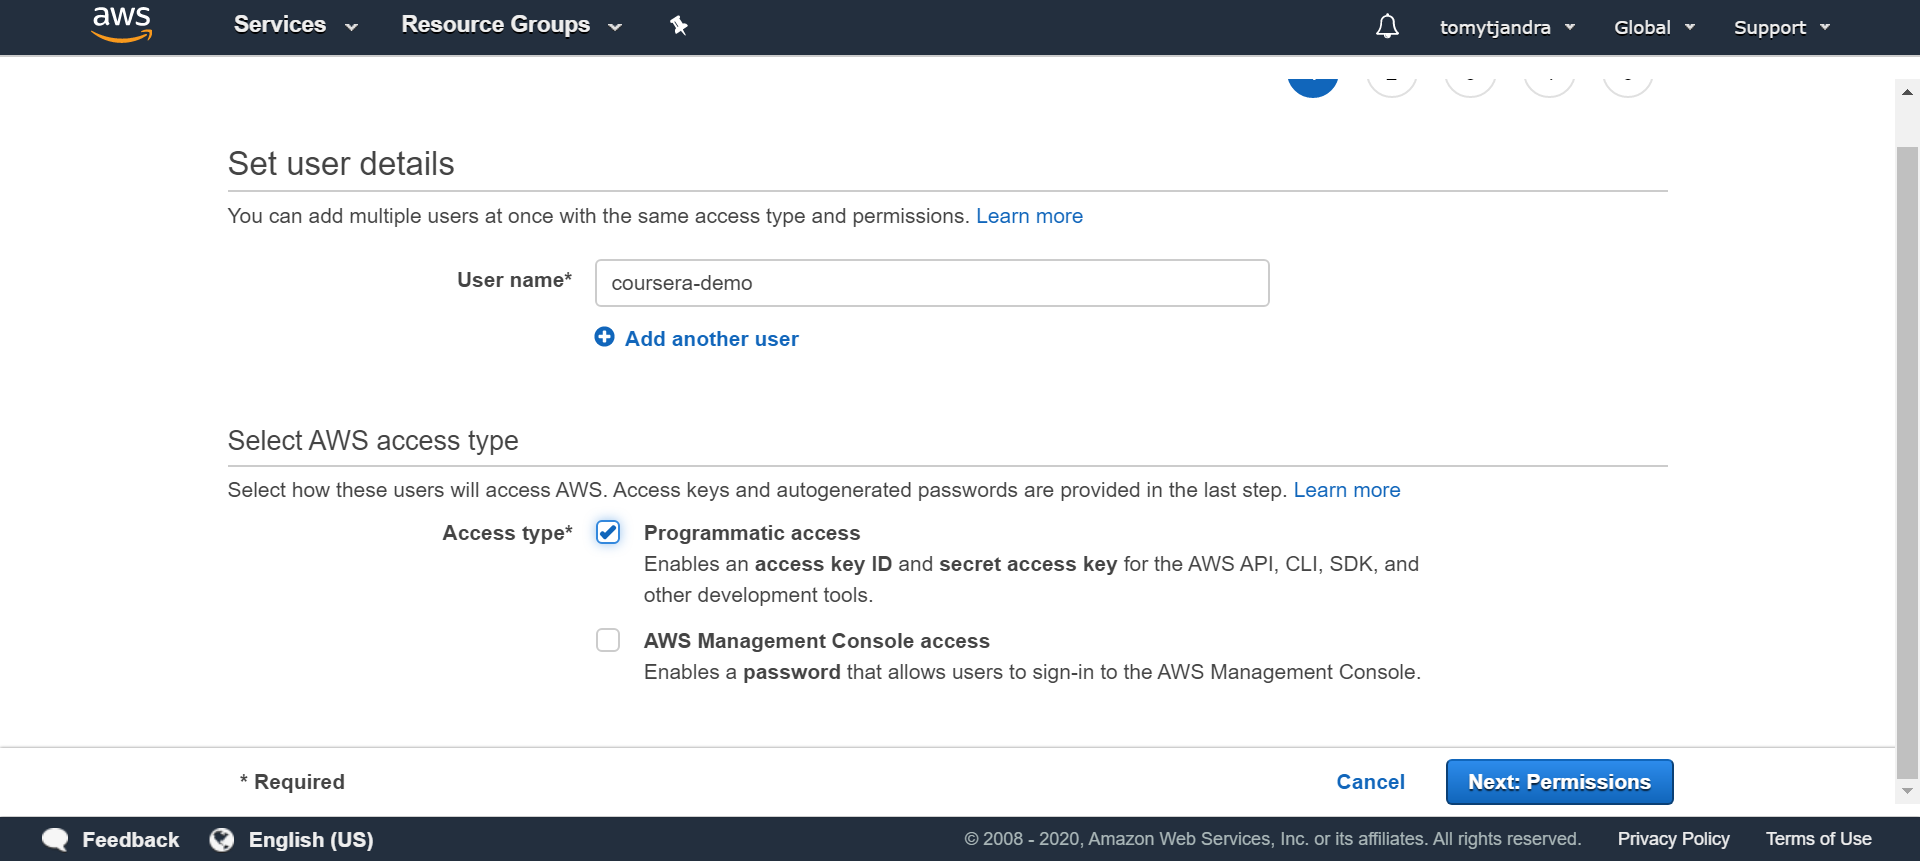 aws Services Resource Groups tomytjandra Global Support
Set user details
You can add multiple users at once with the same access type and permissions. Learn more
User name* coursera-demo
Add another user
Select AWS access type
Select how these users will access AWS. Access keys and autogenerated passwords are provided in the last step. Learn more
Access type* Programmatic access
Enables an access key ID and secret access key for the AWS API, CLI, SDK, and
other development tools.
AWS Management Console access
Enables a password that allows users to sign-in to the AWS Management Console.
* Required Cancel Next: Permissions
Feedback English (US) © 2008 - 2020, Amazon Web Services, Inc. or its affiliates. All rights reserved. Privacy Policy Terms of Use